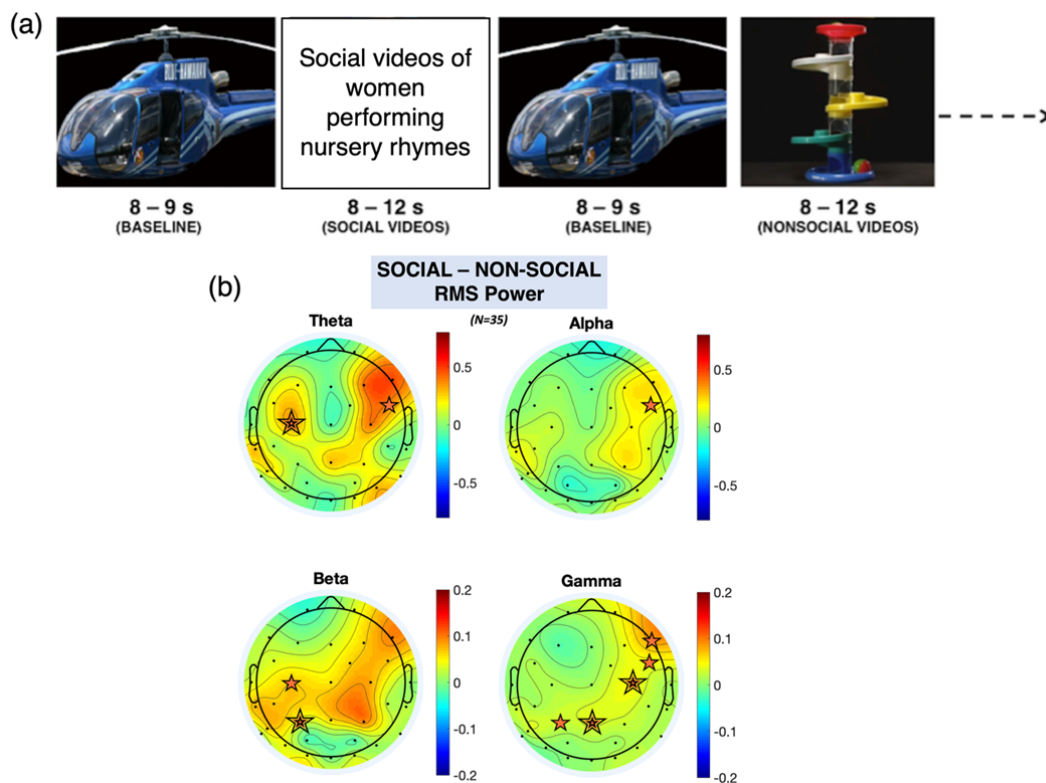 (a)
Social videos of
women
performing
nursery rhymes
8 – 9 s
(BASELINE)
8 – 12 s
(SOCIAL VIDEOS)
8 – 9 s
(BASELINE)
8 – 12 s
(NONSOCIAL VIDEOS)
(b)
SOCIAL – NON-SOCIAL
RMS Power
(N=35)
Theta
0.5
0
-0.5
Alpha
0.5
0
-0.5
Beta
0.2
0.1
0
-0.1
-0.2
Gamma
0.2
0.1
0
-0.1
-0.2